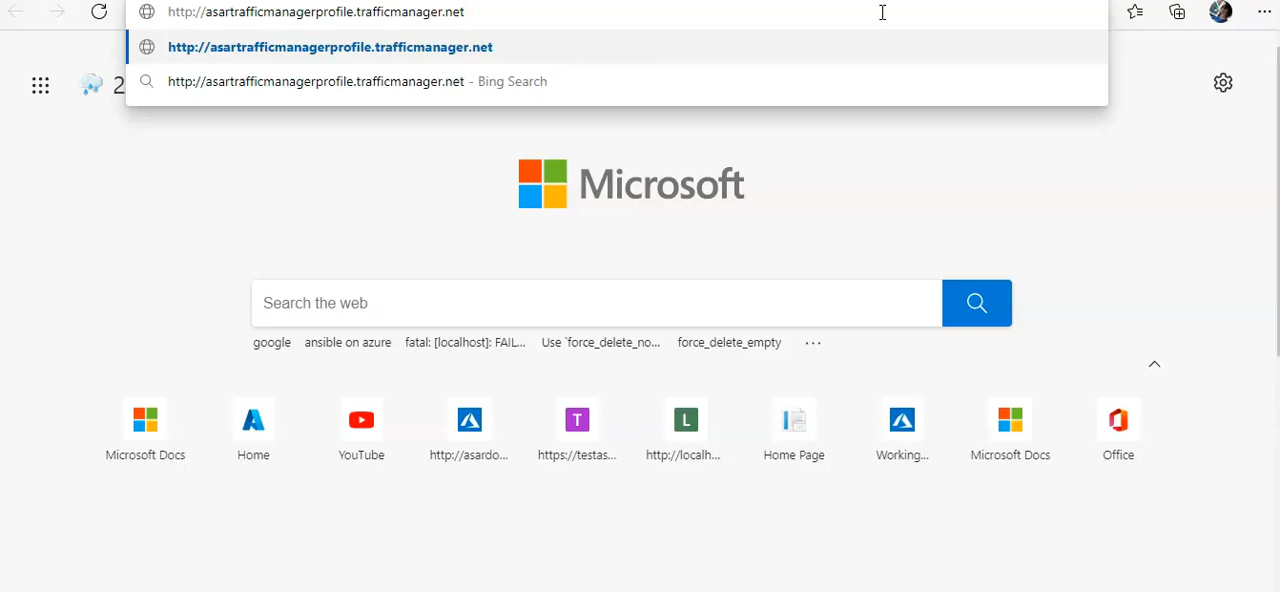 http://asartrafficmanagerprofile.trafficmanager.net
http://asartrafficmanagerprofile.trafficmanager.net
http://asartrafficmanagerprofile.trafficmanager.net - Bing Search
2
Microsoft
Search the web
google ansible on azure fatal: [localhost]: FAIL... Use `force_delete_no... force_delete_empty ...
T L
Microsoft Docs Home YouTube http://asardo... https://testas... http://localh... Home Page Working... Microsoft Docs Office